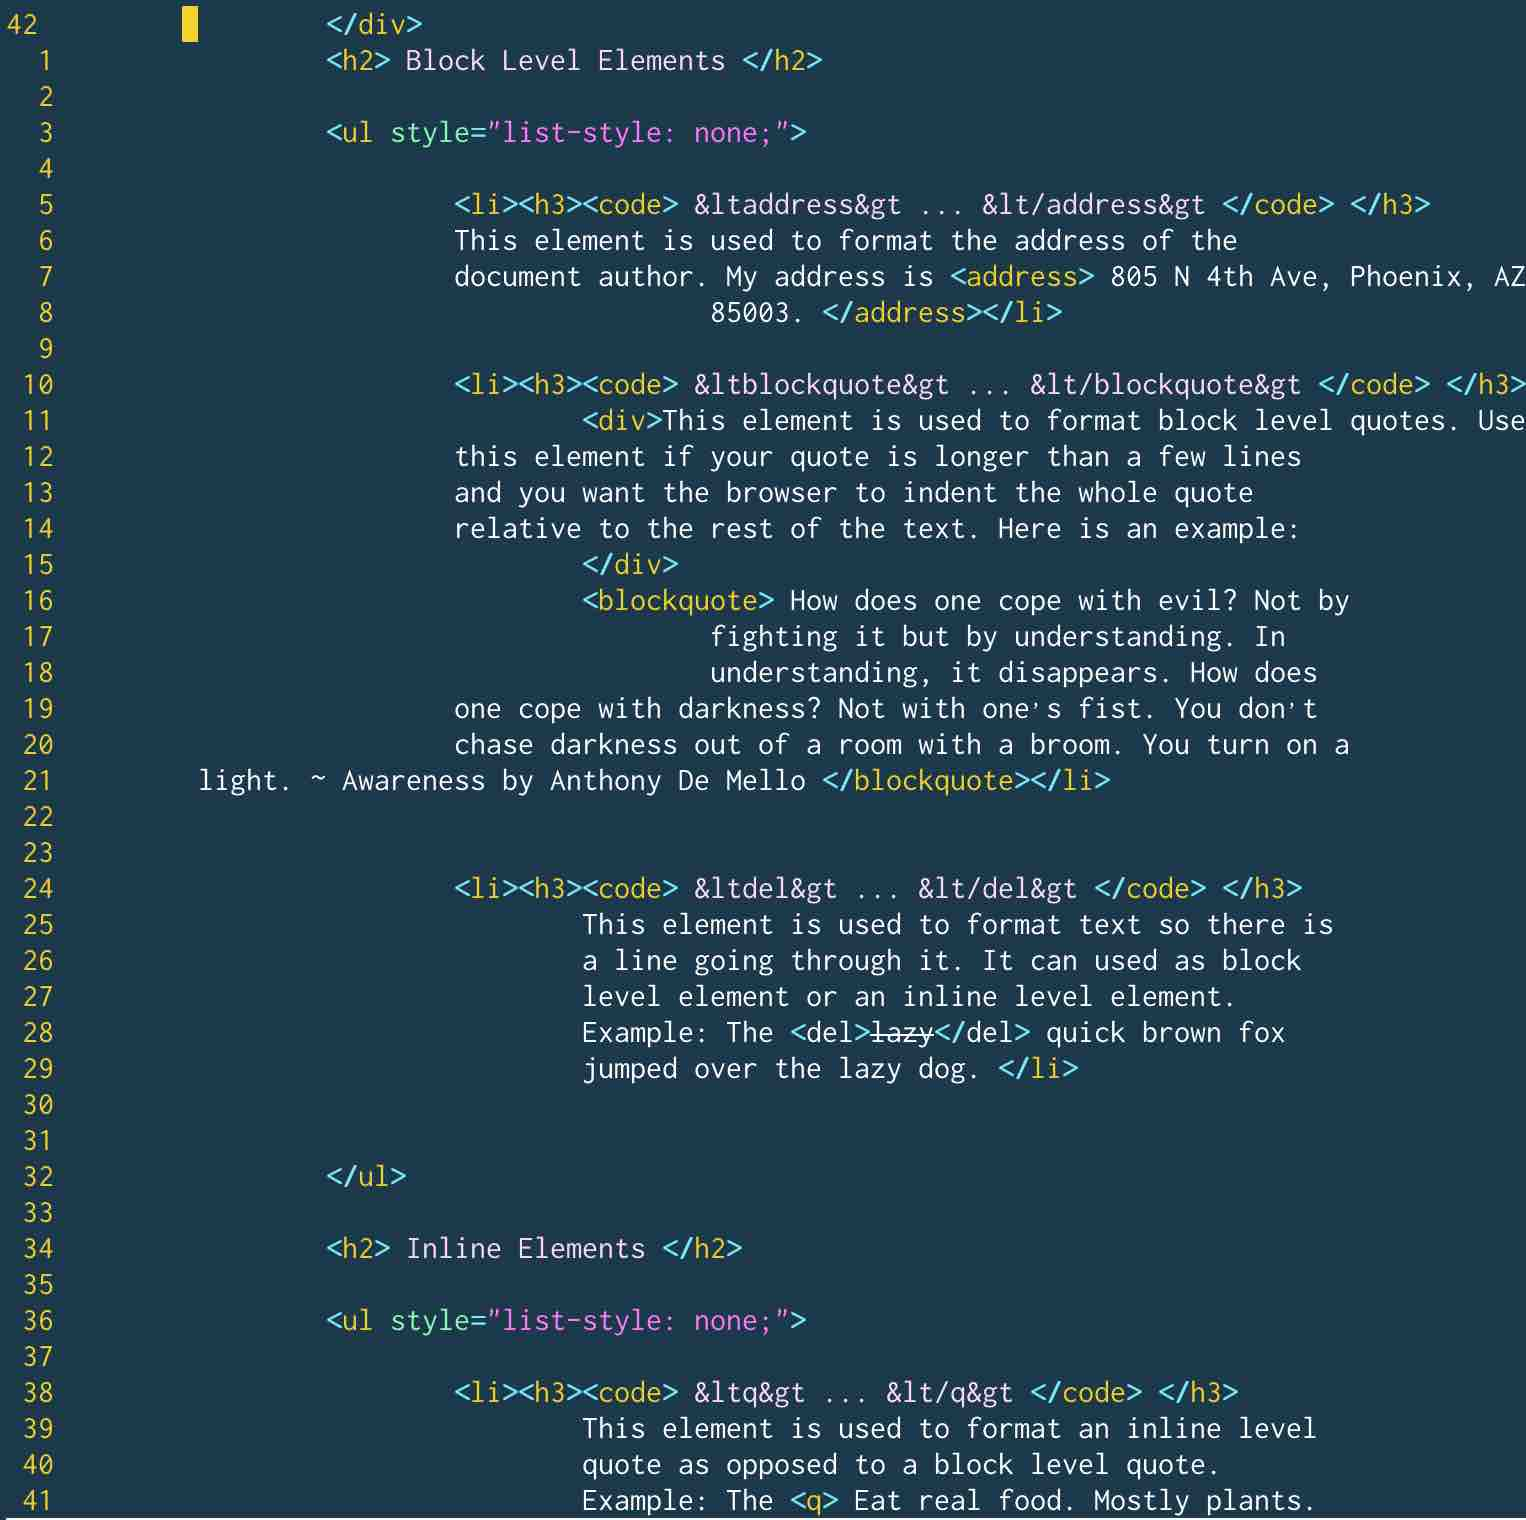 42 </div>
1 <h2> Block Level Elements </h2>
2
3 <ul style="list-style: none;">
4
5 <li><h3><code> &ltaddress&gt ... &lt/address&gt </code> </h3>
6 This element is used to format the address of the
7 document author. My address is <address> 805 N 4th Ave, Phoenix, AZ
8 85003. </address></li>
9
10 <li><h3><code> &ltblockquote&gt ... &lt/blockquote&gt </code> </h3>
11 <div>This element is used to format block level quotes. Use
12 this element if your quote is longer than a few lines
13 and you want the browser to indent the whole quote
14 relative to the rest of the text. Here is an example:
15 </div>
16 <blockquote> How does one cope with evil? Not by
17 fighting it but by understanding. In
18 understanding, it disappears. How does
19 one cope with darkness? Not with one's fist. You don't
20 chase darkness out of a room with a broom. You turn on a
21 light. ~ Awareness by Anthony De Mello </blockquote></li>
22
23
24 <li><h3><code> &ltdel&gt ... &lt/del&gt </code> </h3>
25 This element is used to format text so there is
26 a line going through it. It can used as block
27 level element or an inline level element.
28 Example: The <del>lazy</del> quick brown fox
29 jumped over the lazy dog. </li>
30
31
32 </ul>
33
34 <h2> Inline Elements </h2>
35
36 <ul style="list-style: none;">
37
38 <li><h3><code> &ltq&gt ... &lt/q&gt </code> </h3>
39 This element is used to format an inline level
40 quote as opposed to a block level quote.
41 Example: The <q> Eat real food. Mostly plants.